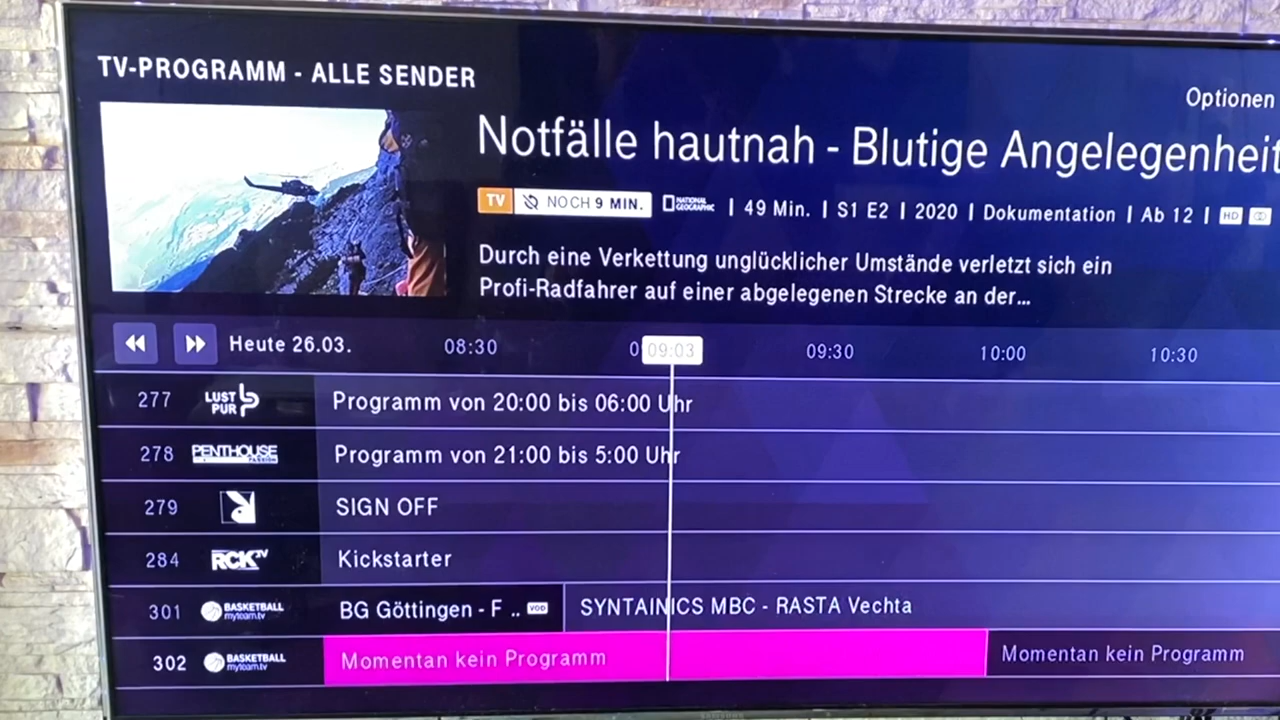 TV-PROGRAMM - ALLE SENDER
Optionen
Notfälle hautnah - Blutige Angelegenheit
TV NOCH 9 MIN. NATIONAL GEOGRAPHIC | 49 Min. | S1 E2 | 2020 | Dokumentation | Ab 12 | HD
Durch eine Verkettung unglücklicher Umstände verletzt sich ein
Profi-Radfahrer auf einer abgelegenen Strecke an der...
Heute 26.03. 08:30 0 09:03 09:30 10:00 10:30
277 LUST PUR Programm von 20:00 bis 06:00 Uhr
278 PENTHOUSE PASSION Programm von 21:00 bis 5:00 Uhr
279 SIGN OFF
284 RCK TV Kickstarter
301 BASKETBALL myteam.tv BG Göttingen - F .. VOD SYNTAINICS MBC - RASTA Vechta
302 BASKETBALL myteam.tv Momentan kein Programm Momentan kein Programm
SAMSUNG